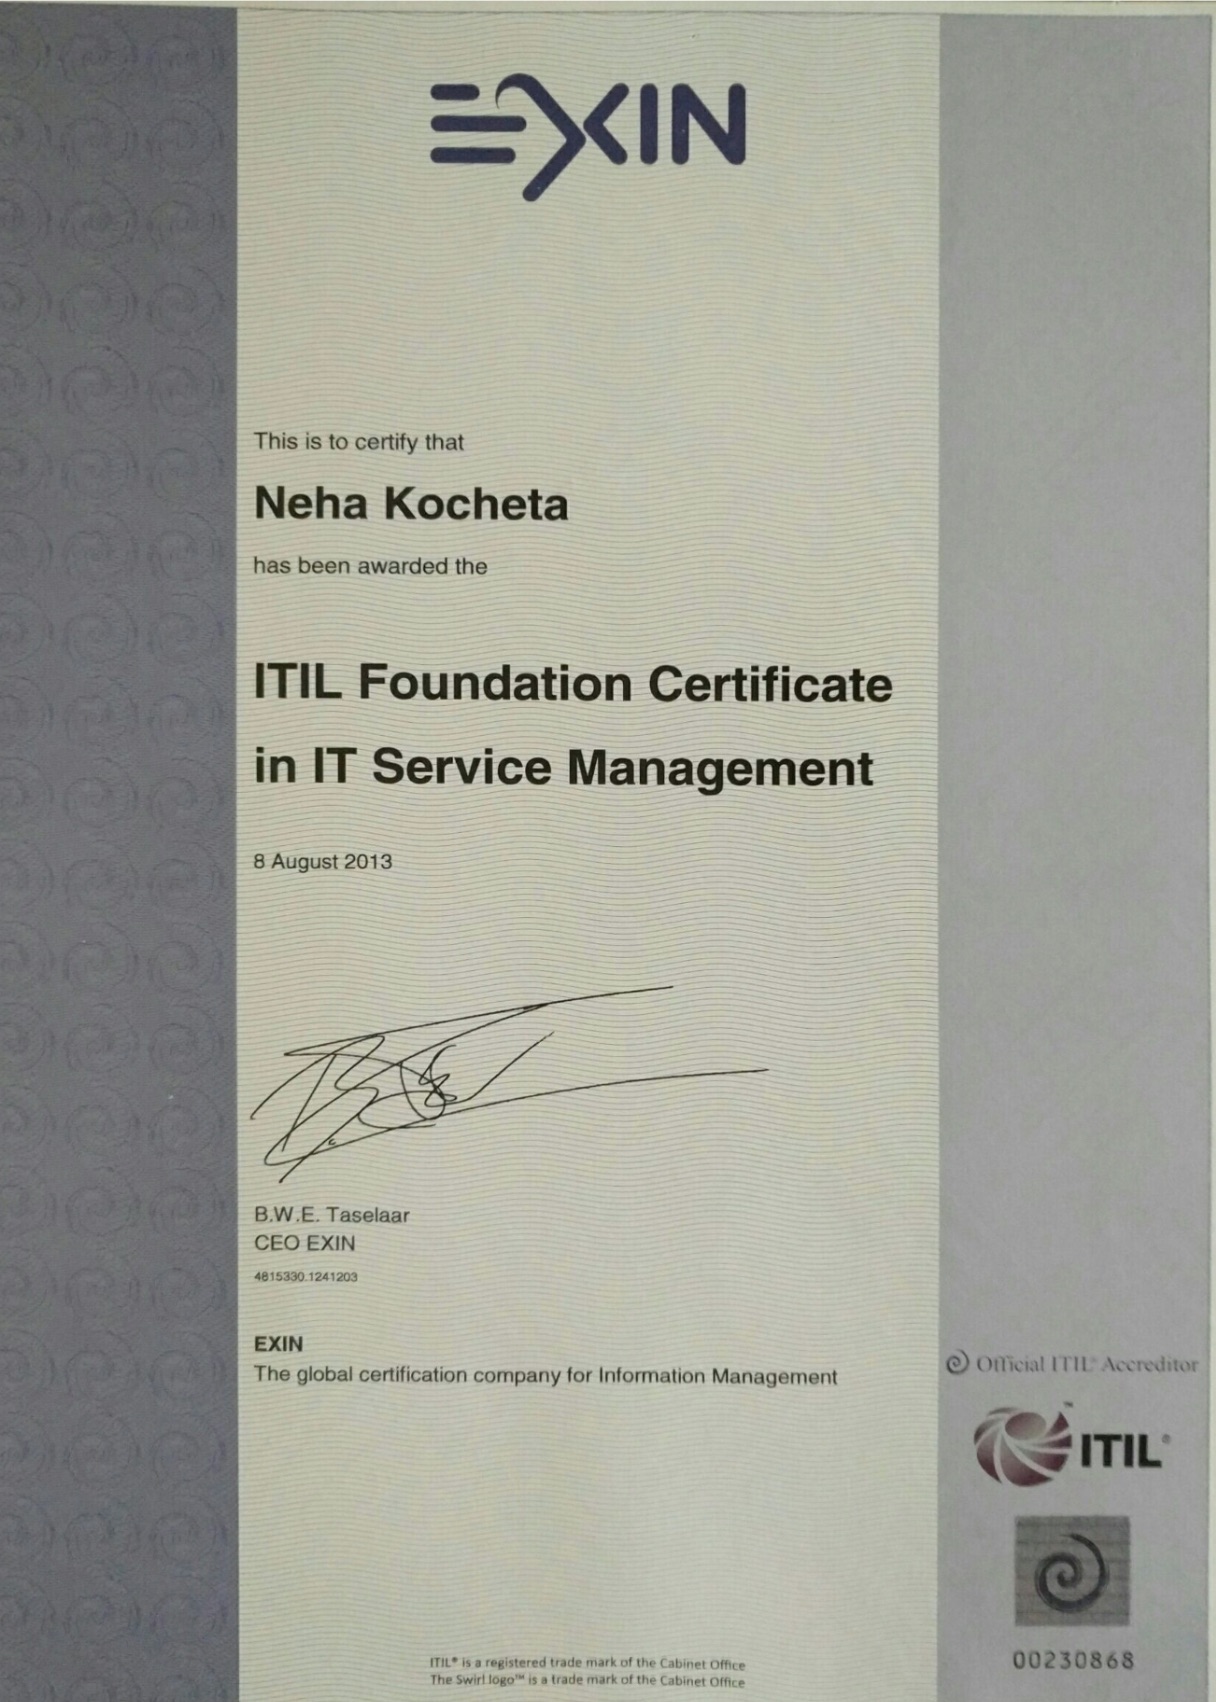 EXIN
This is to certify that
Neha Kocheta
has been awarded the
ITIL Foundation Certificate
in IT Service Management
8 August 2013
B.W.E. Taselaar
CEO EXIN
4815330.1241203
EXIN
The global certification company for Information Management
Official ITIL® Accreditor
ITIL®
00230868
ITIL® is a registered trade mark of the Cabinet Office
The Swirl logo™ is a trade mark of the Cabinet Office